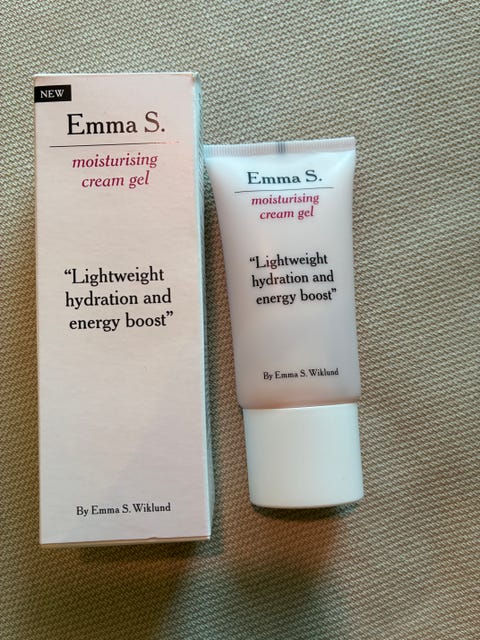 NEW
Emma S.
moisturising
cream gel
“Lightweight
hydration and
energy boost”
By Emma S. Wiklund
Emma S.
moisturising
cream gel
“Lightweight
hydration and
energy boost”
By Emma S. Wiklund